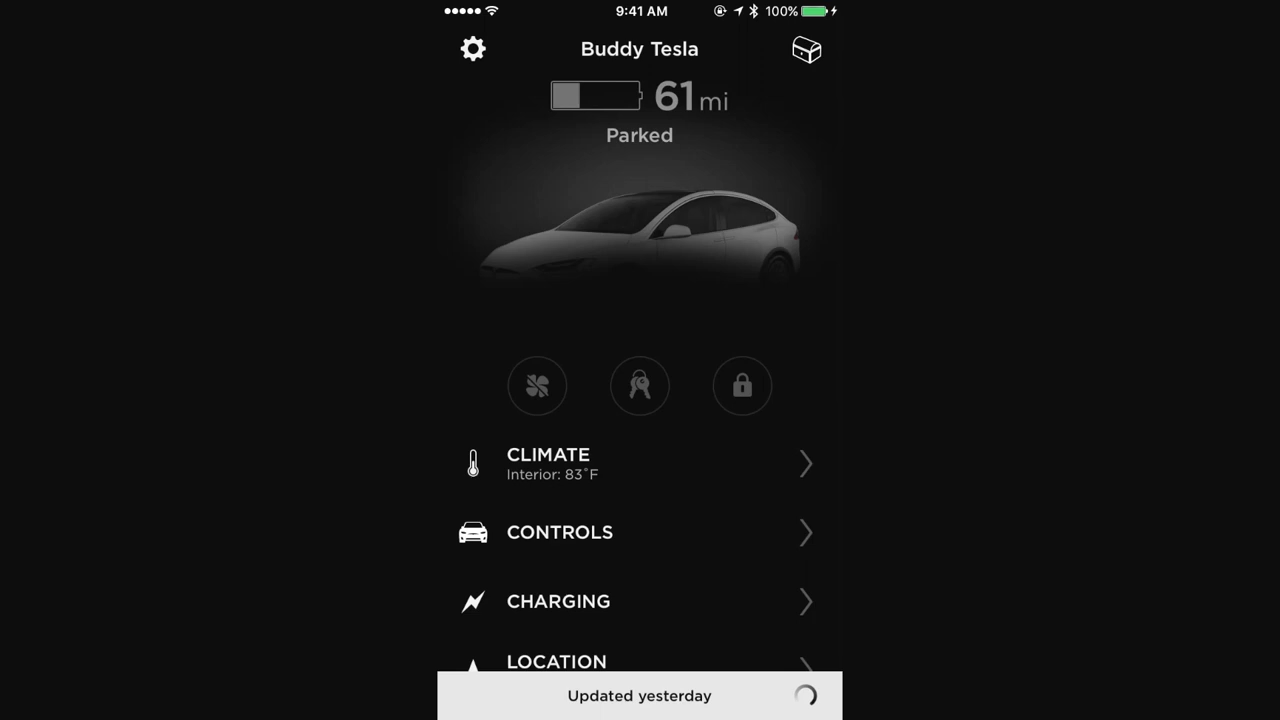 9:41 AM
100%
Buddy Tesla
61 mi
Parked
CLIMATE
Interior: 83°F
CONTROLS
CHARGING
LOCATION
Updated yesterday